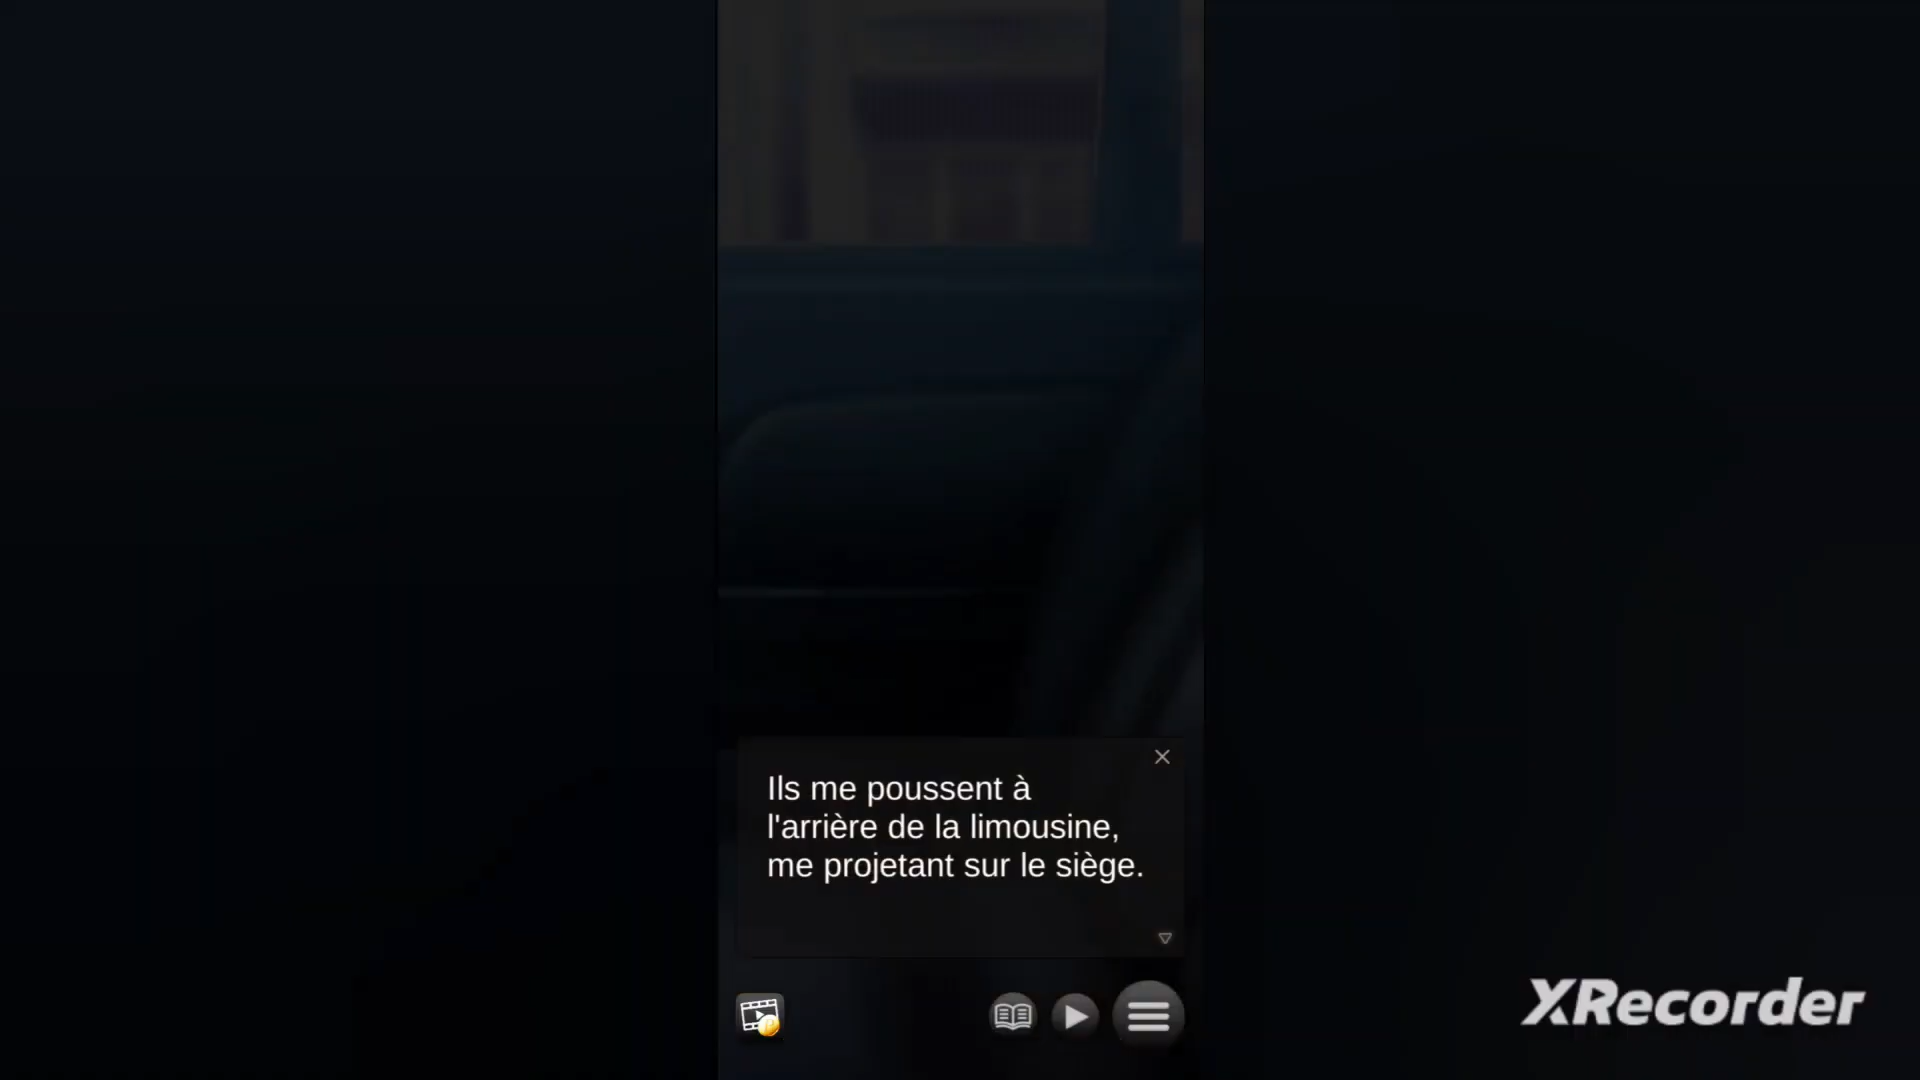 Ils me poussent à
l'arrière de la limousine,
me projetant sur le siège.
XRecorder